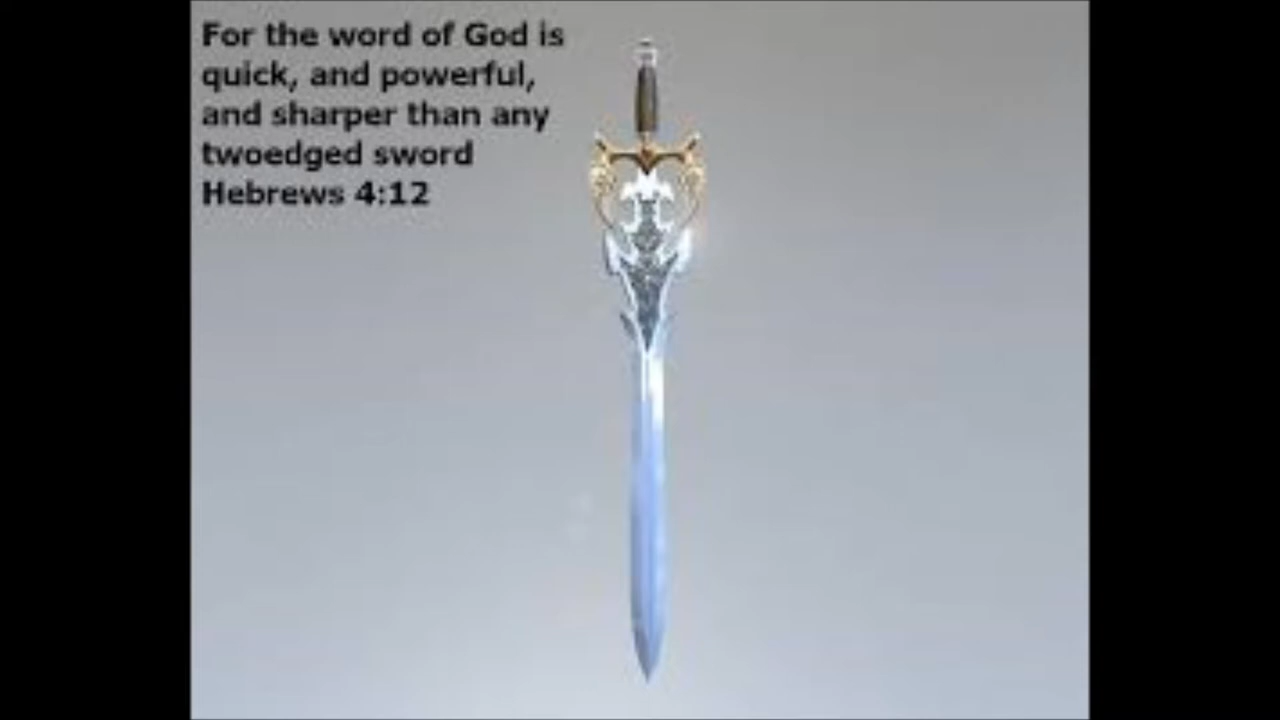 For the word of God is
quick, and powerful,
and sharper than any
twoedged sword
Hebrews 4:12